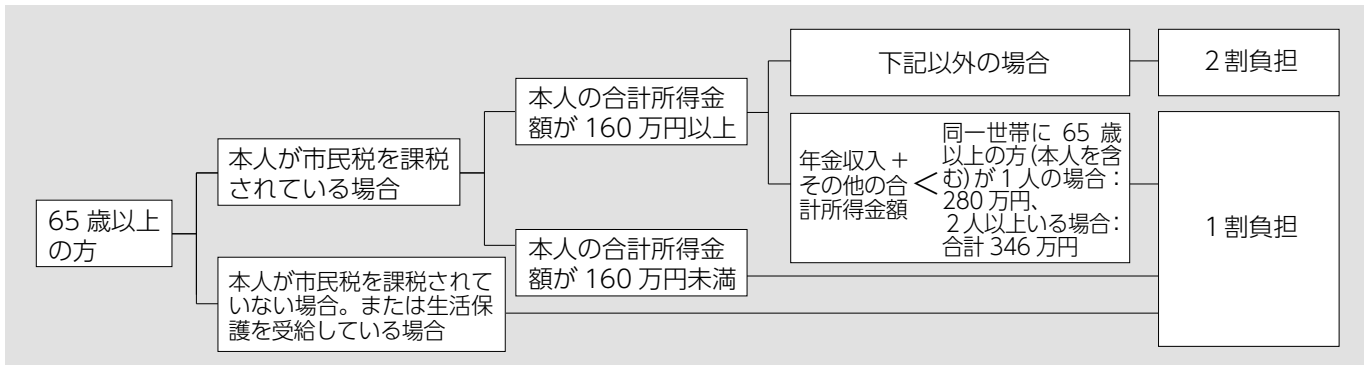 65 歳以上
の方
本人が市民税を課税
されている場合
本人が市民税を課税されて
いない場合。または生活保
護を受給している場合
本人の合計所得金
額が 160 万円以上
本人の合計所得金
額が 160 万円未満
下記以外の場合
年金収入 +
その他の合
計所得金額
<
同一世帯に 65 歳
以上の方(本人を含
む)が1人の場合：
280 万円、
２人以上いる場合：
合計 346 万円
２割負担
１割負担